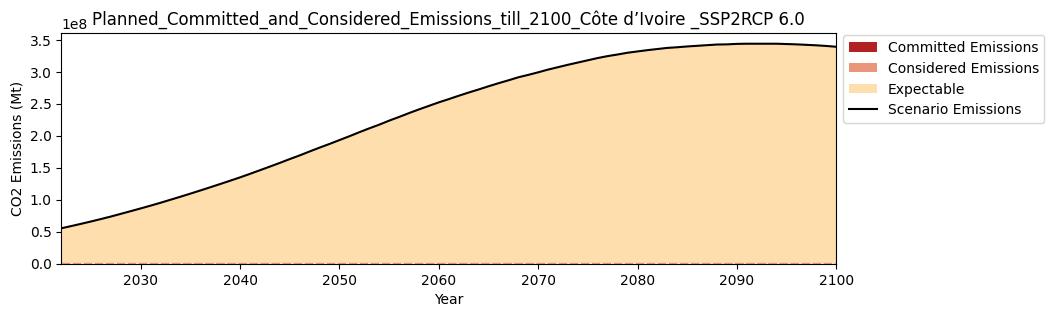 Planned_Committed_and_Considered_Emissions_till_2100_Côte d’Ivoire _SSP2RCP 6.0
1e8
3.5
3.0
2.5
2.0
1.5
1.0
0.5
0.0
CO2 Emissions (Mt)
2030 2040 2050 2060 2070 2080 2090 2100
Year
Committed Emissions
Considered Emissions
Expectable
Scenario Emissions